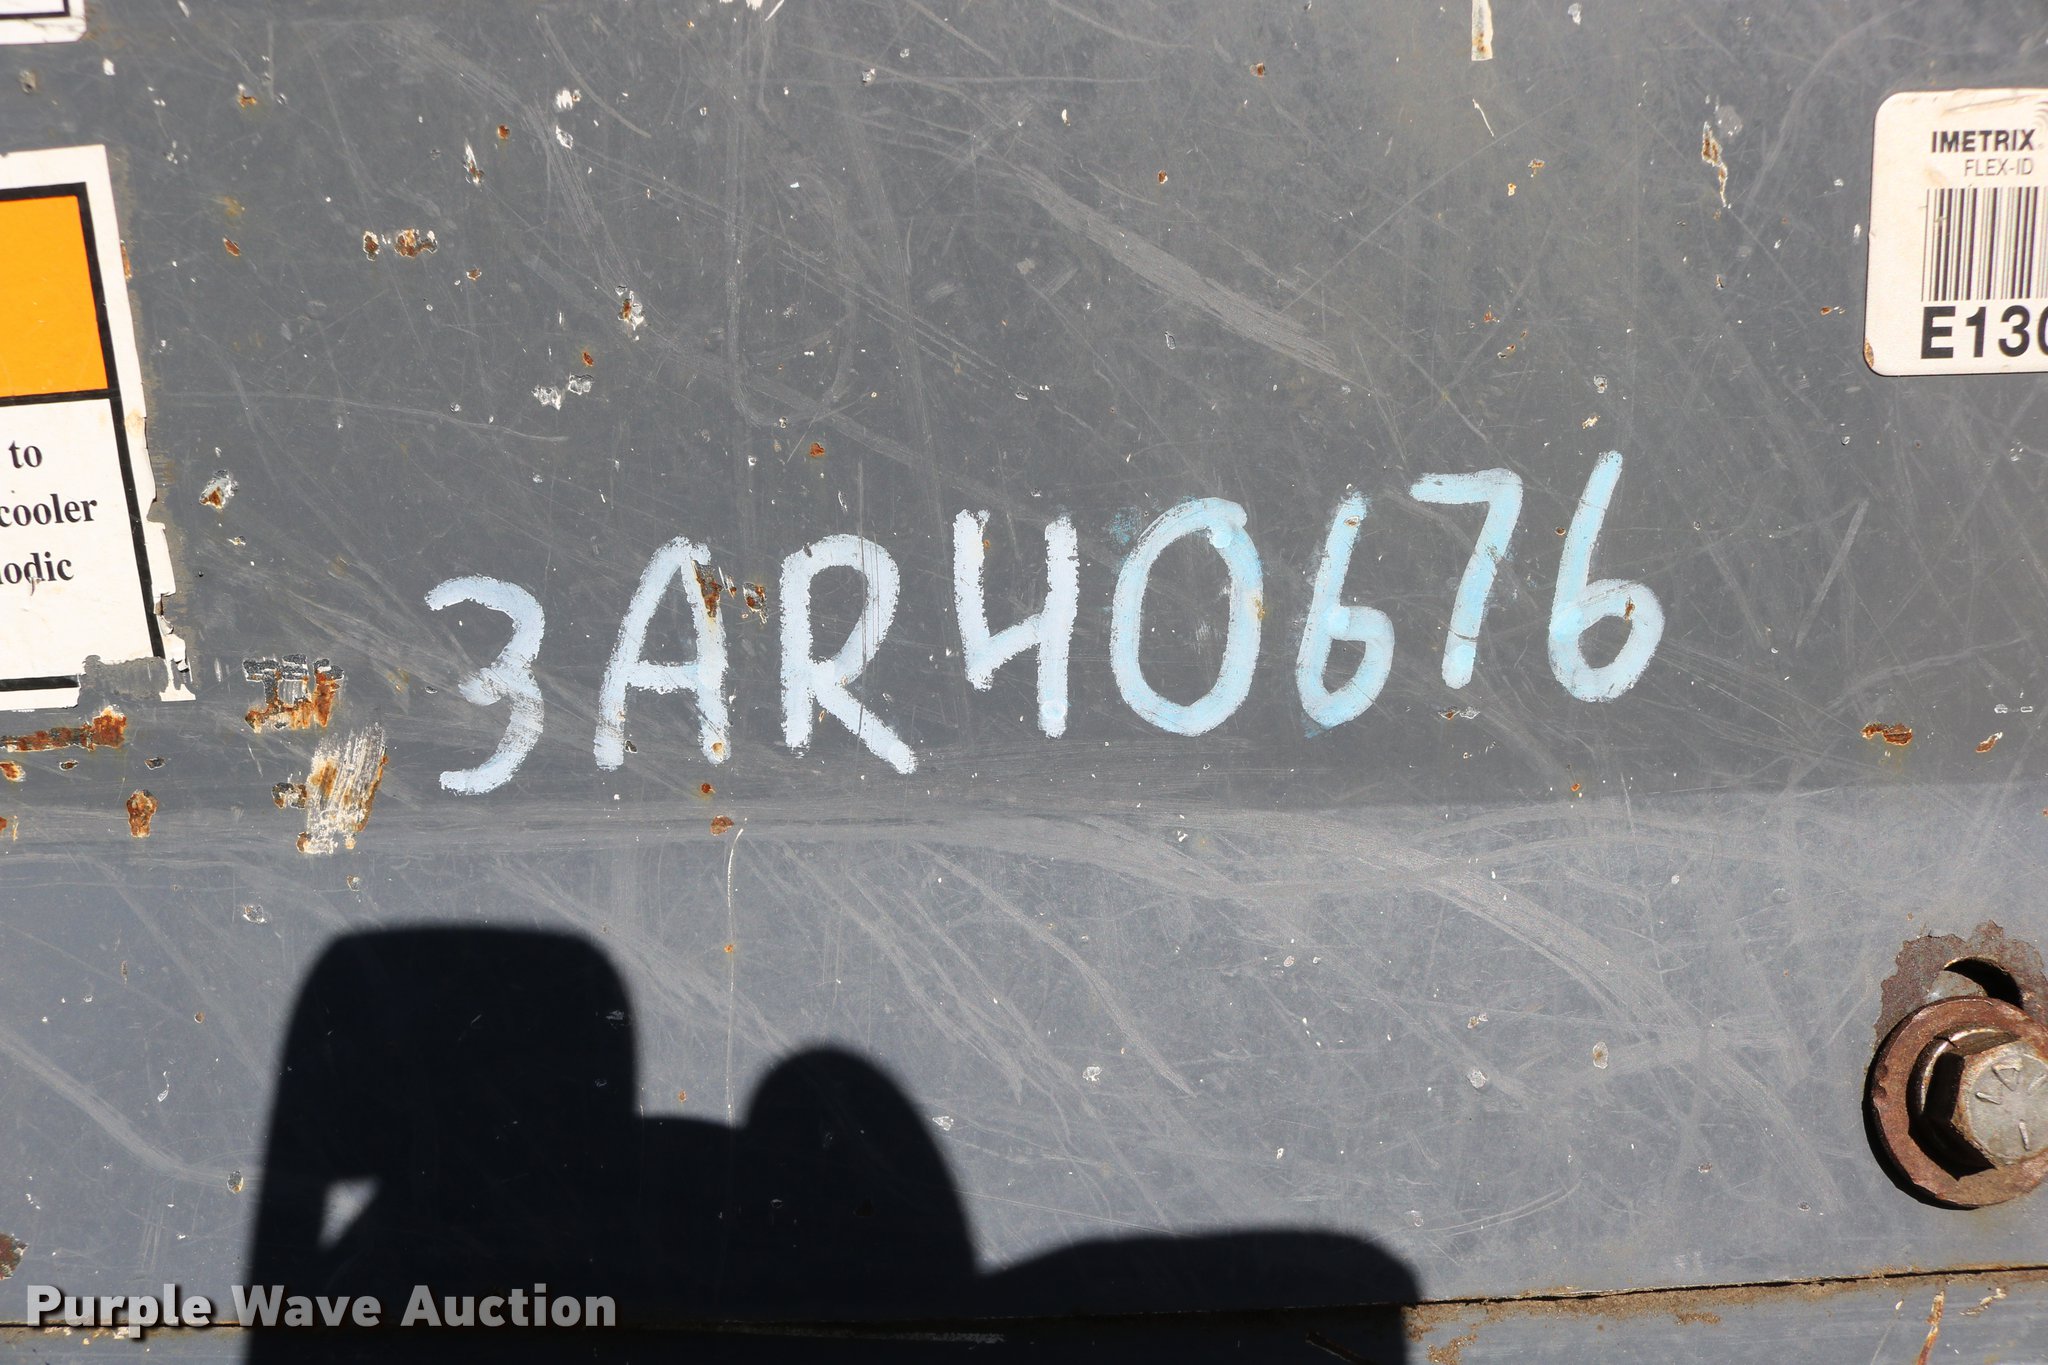 IMETRIX
FLEX-ID
E130
to
cooler
odic
3AR40676
Purple Wave Auction